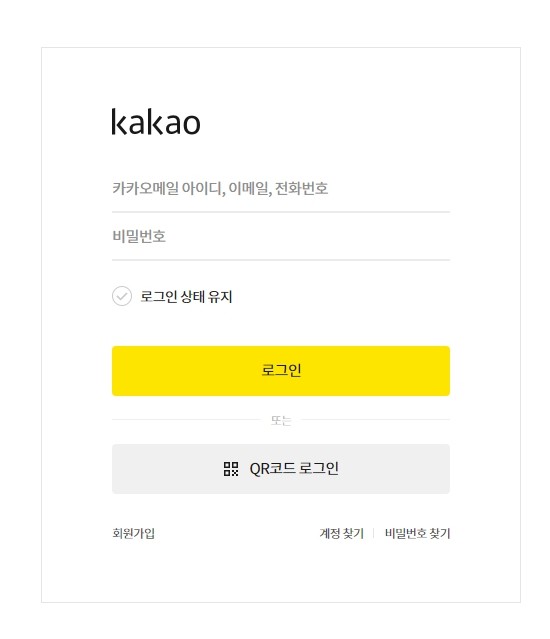 kakao
카카오메일 아이디, 이메일, 전화번호
비밀번호
로그인 상태 유지
로그인
또는
QR코드 로그인
회원가입 계정 찾기 비밀번호 찾기